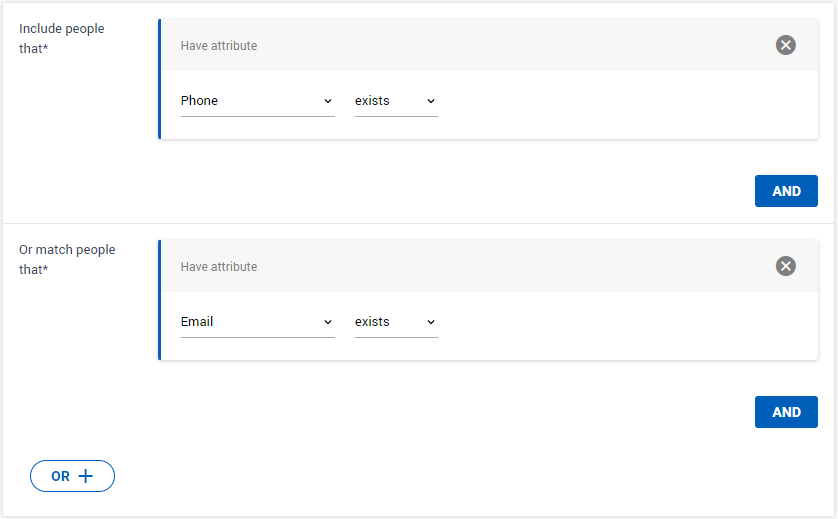 Include people
that*
Have attribute
Phone
exists
AND
Or match people
that*
Have attribute
Email
exists
AND
OR +